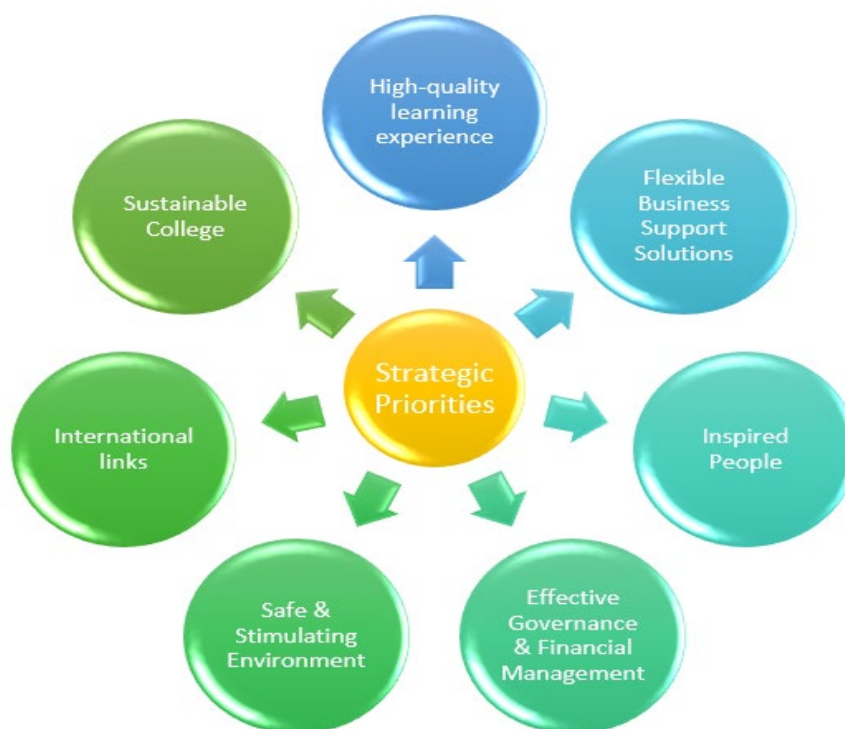 High-quality
learning
experience
Flexible
Business
Support
Solutions
Inspired
People
Effective
Governance
& Financial
Management
Safe &
Stimulating
Environment
International
links
Sustainable
College
Strategic
Priorities